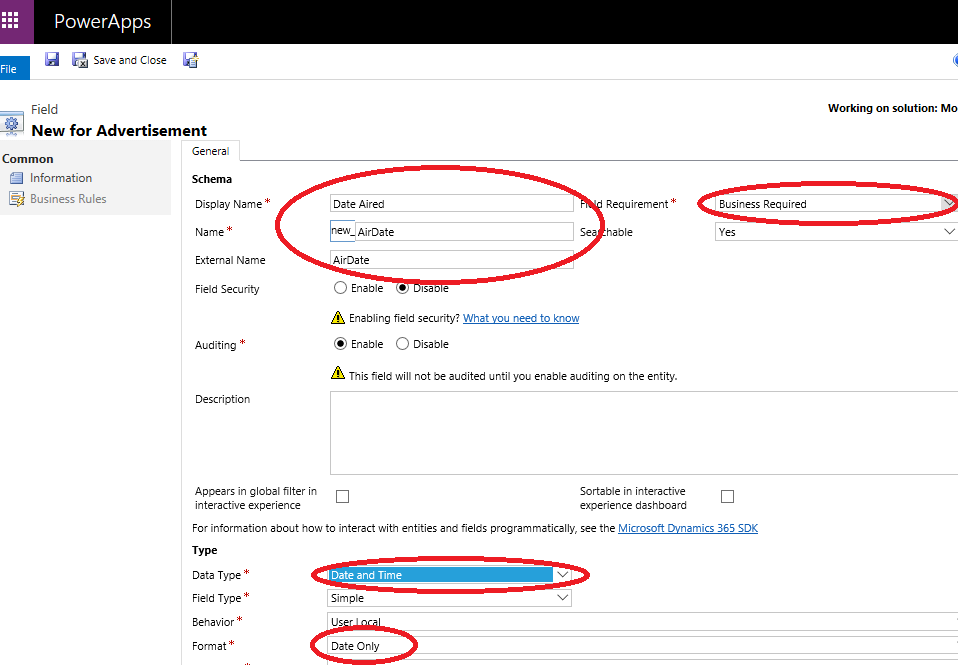 PowerApps
File Save and Close
Field
New for Advertisement
Working on solution: Mo
Common
Information
Business Rules
General
Schema
Display Name * Date Aired Field Requirement * Business Required
Name * new_ AirDate Searchable Yes
External Name AirDate
Field Security Enable Disable
Enabling field security? What you need to know
Auditing * Enable Disable
This field will not be audited until you enable auditing on the entity.
Description
Appears in global filter in
interactive experience
Sortable in interactive
experience dashboard
For information about how to interact with entities and fields programmatically, see the Microsoft Dynamics 365 SDK
Type
Data Type * Date and Time
Field Type * Simple
Behavior * User Local
Format * Date Only